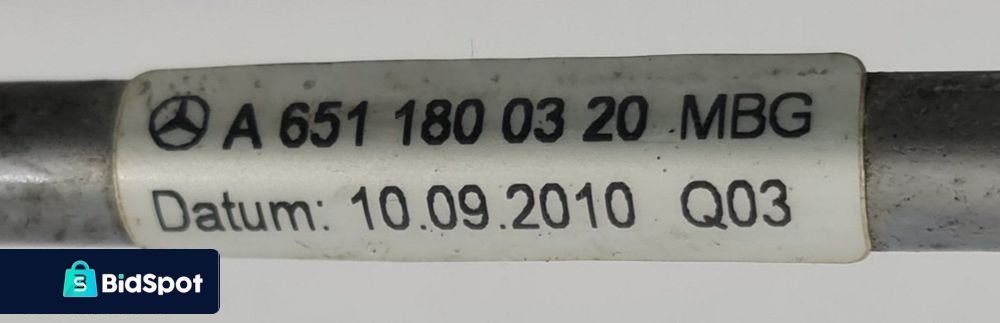 A 651 180 03 20 MBG
Datum: 10.09.2010 Q03
BidSpot